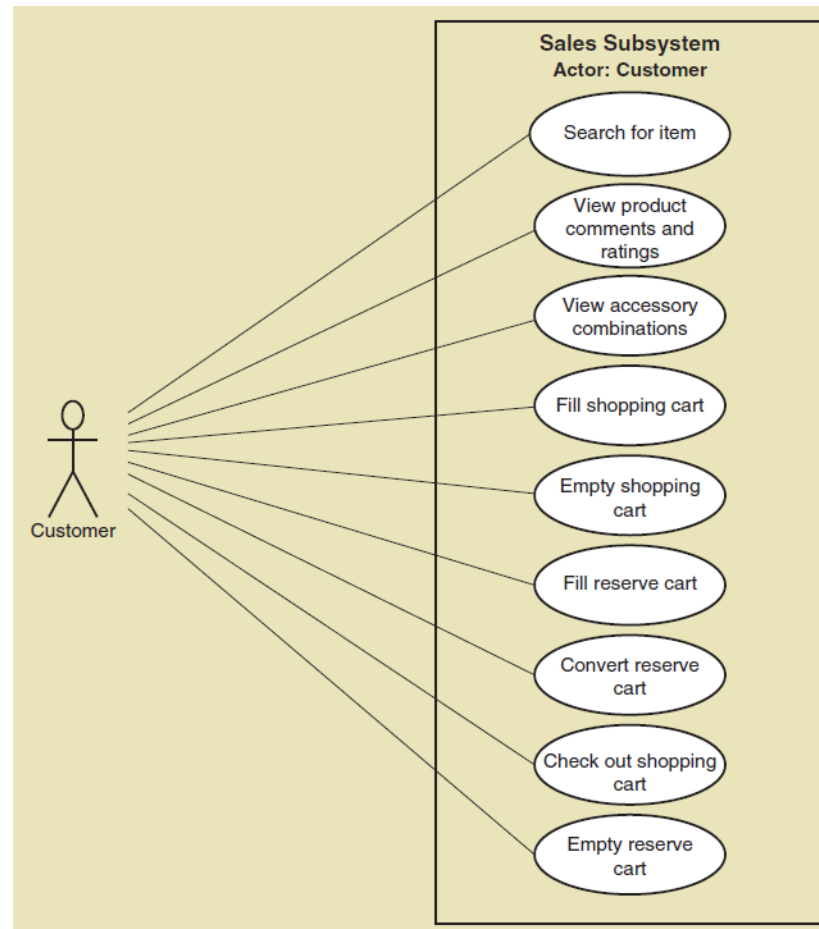 Sales Subsystem
Actor: Customer
Search for item
View product
comments and
ratings
View accessory
combinations
Fill shopping cart
Empty shopping
cart
Fill reserve cart
Convert reserve
cart
Check out shopping
cart
Empty reserve
cart
Customer